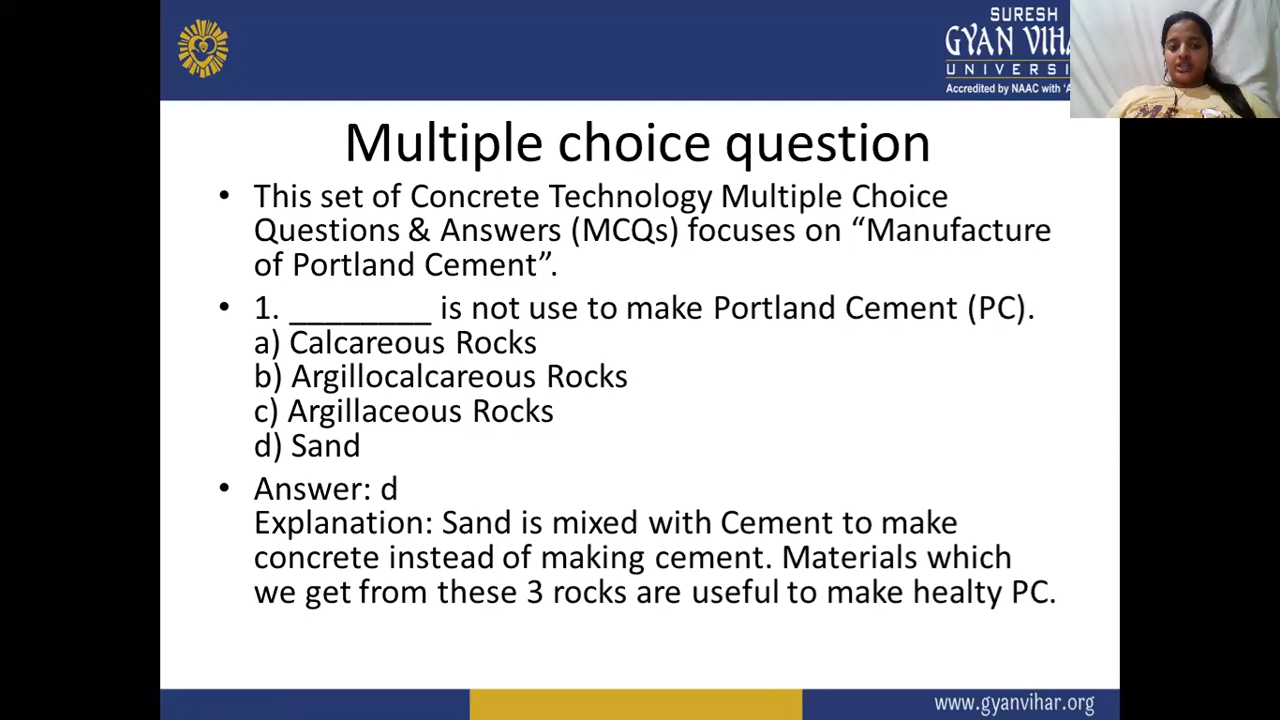 SURESH
GYAN VIHAR
UNIVERSI
Accredited by NAAC with 'A
Multiple choice question
• This set of Concrete Technology Multiple Choice
Questions & Answers (MCQs) focuses on “Manufacture
of Portland Cement”.
• 1. ________ is not use to make Portland Cement (PC).
a) Calcareous Rocks
b) Argillocalcareous Rocks
c) Argillaceous Rocks
d) Sand
• Answer: d
Explanation: Sand is mixed with Cement to make
concrete instead of making cement. Materials which
we get from these 3 rocks are useful to make healty PC.
www.gyanvihar.org